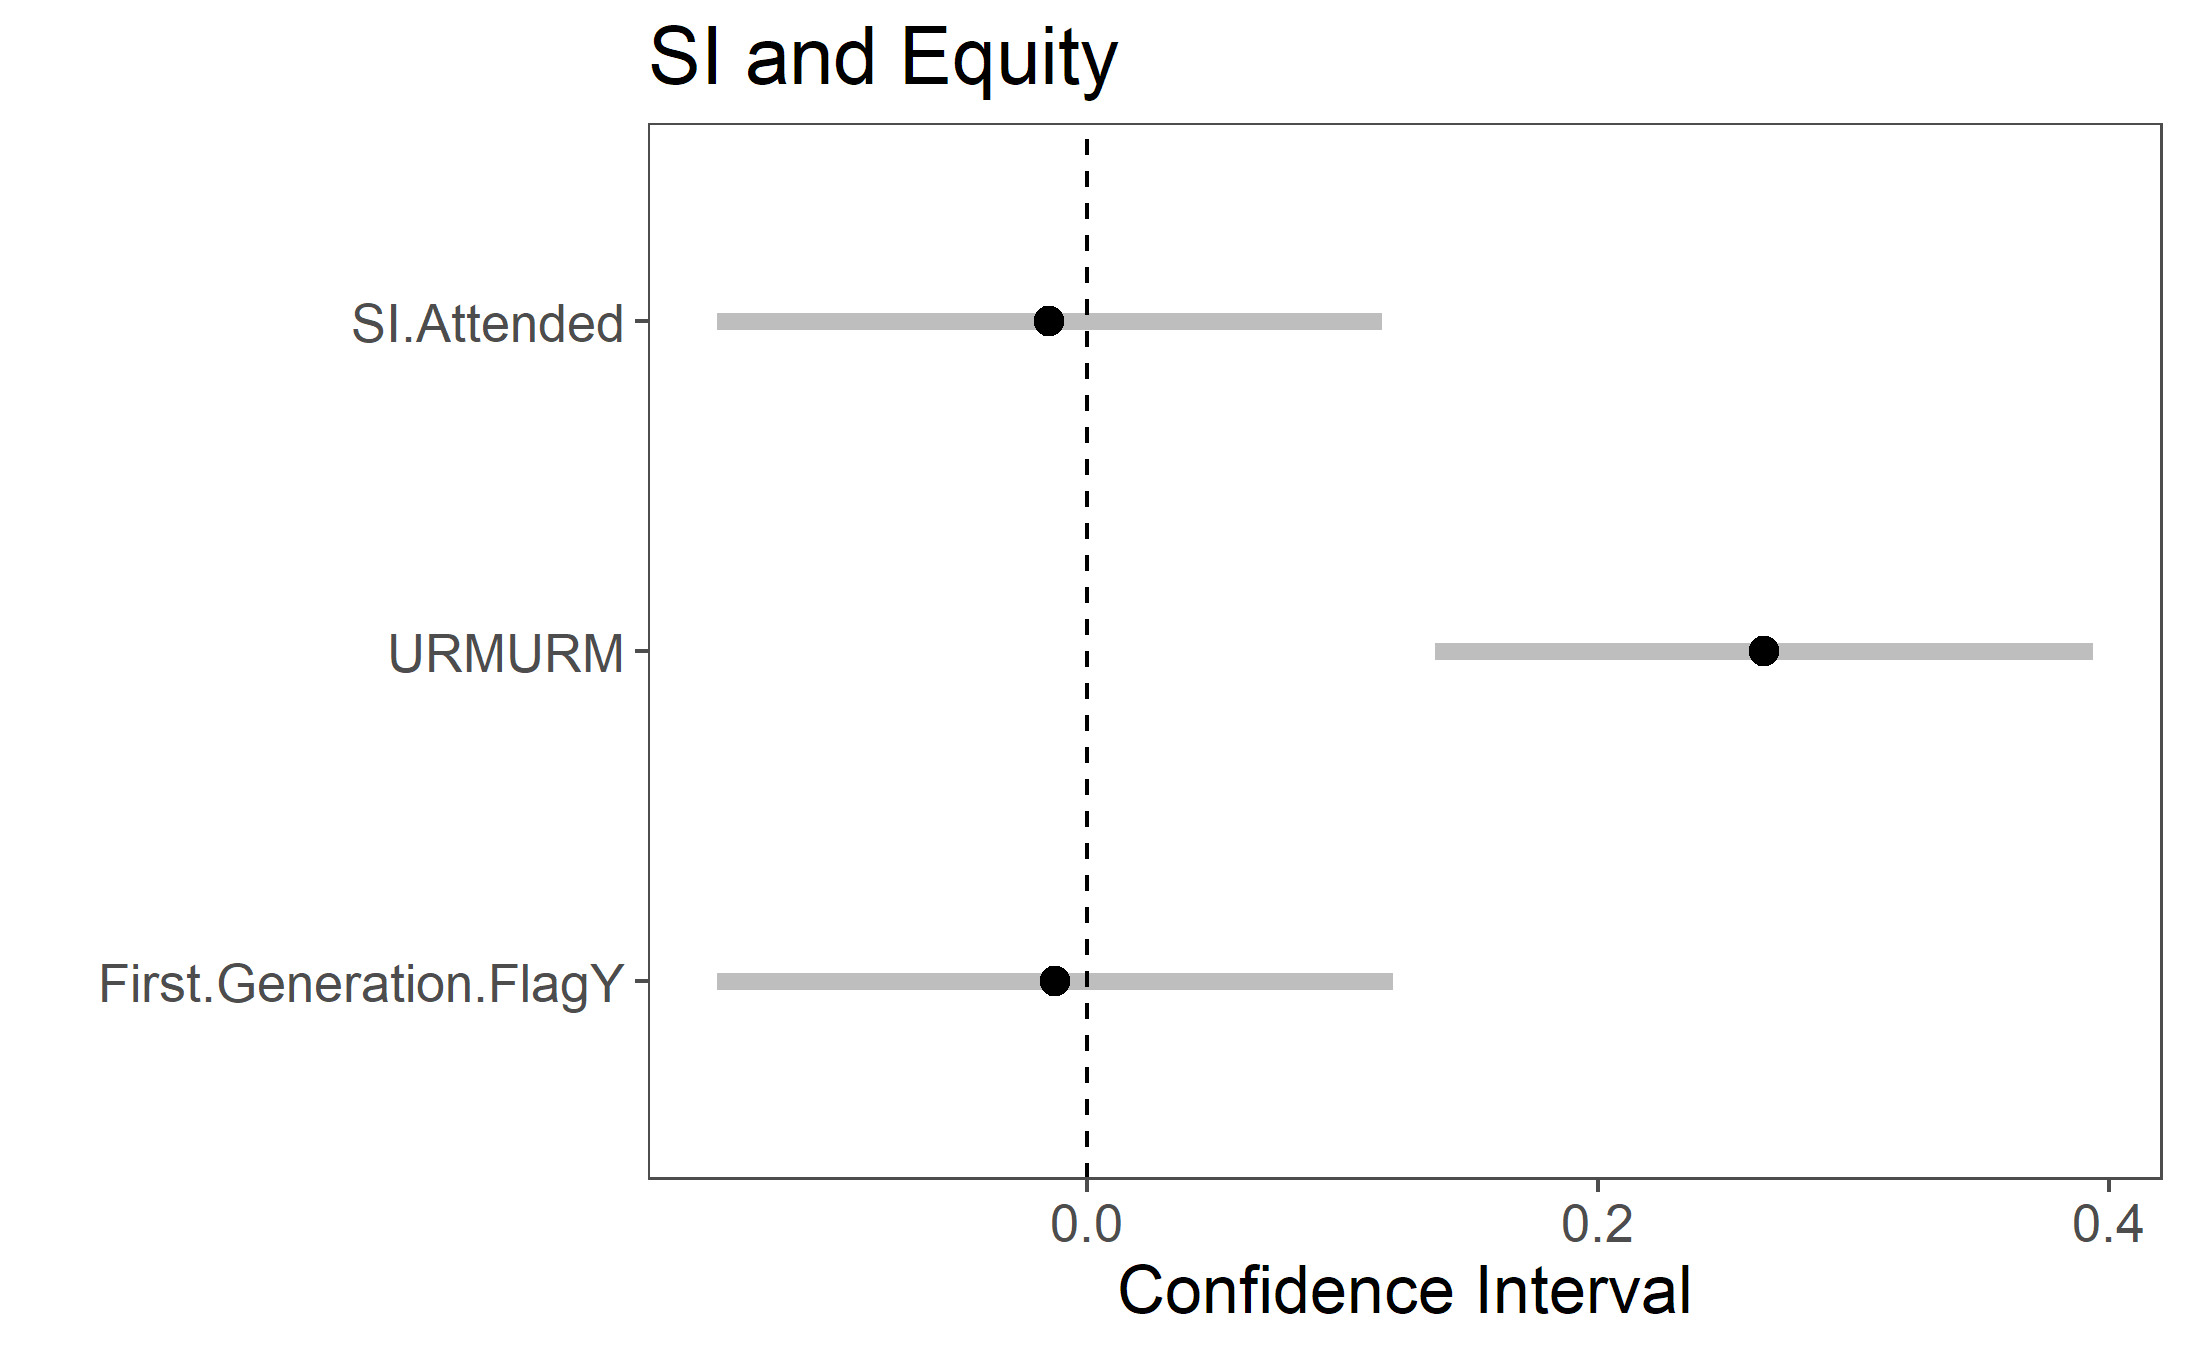 SI and Equity
SI.Attended
URMURM
First.Generation.FlagY
0.0 0.2 0.4
Confidence Interval